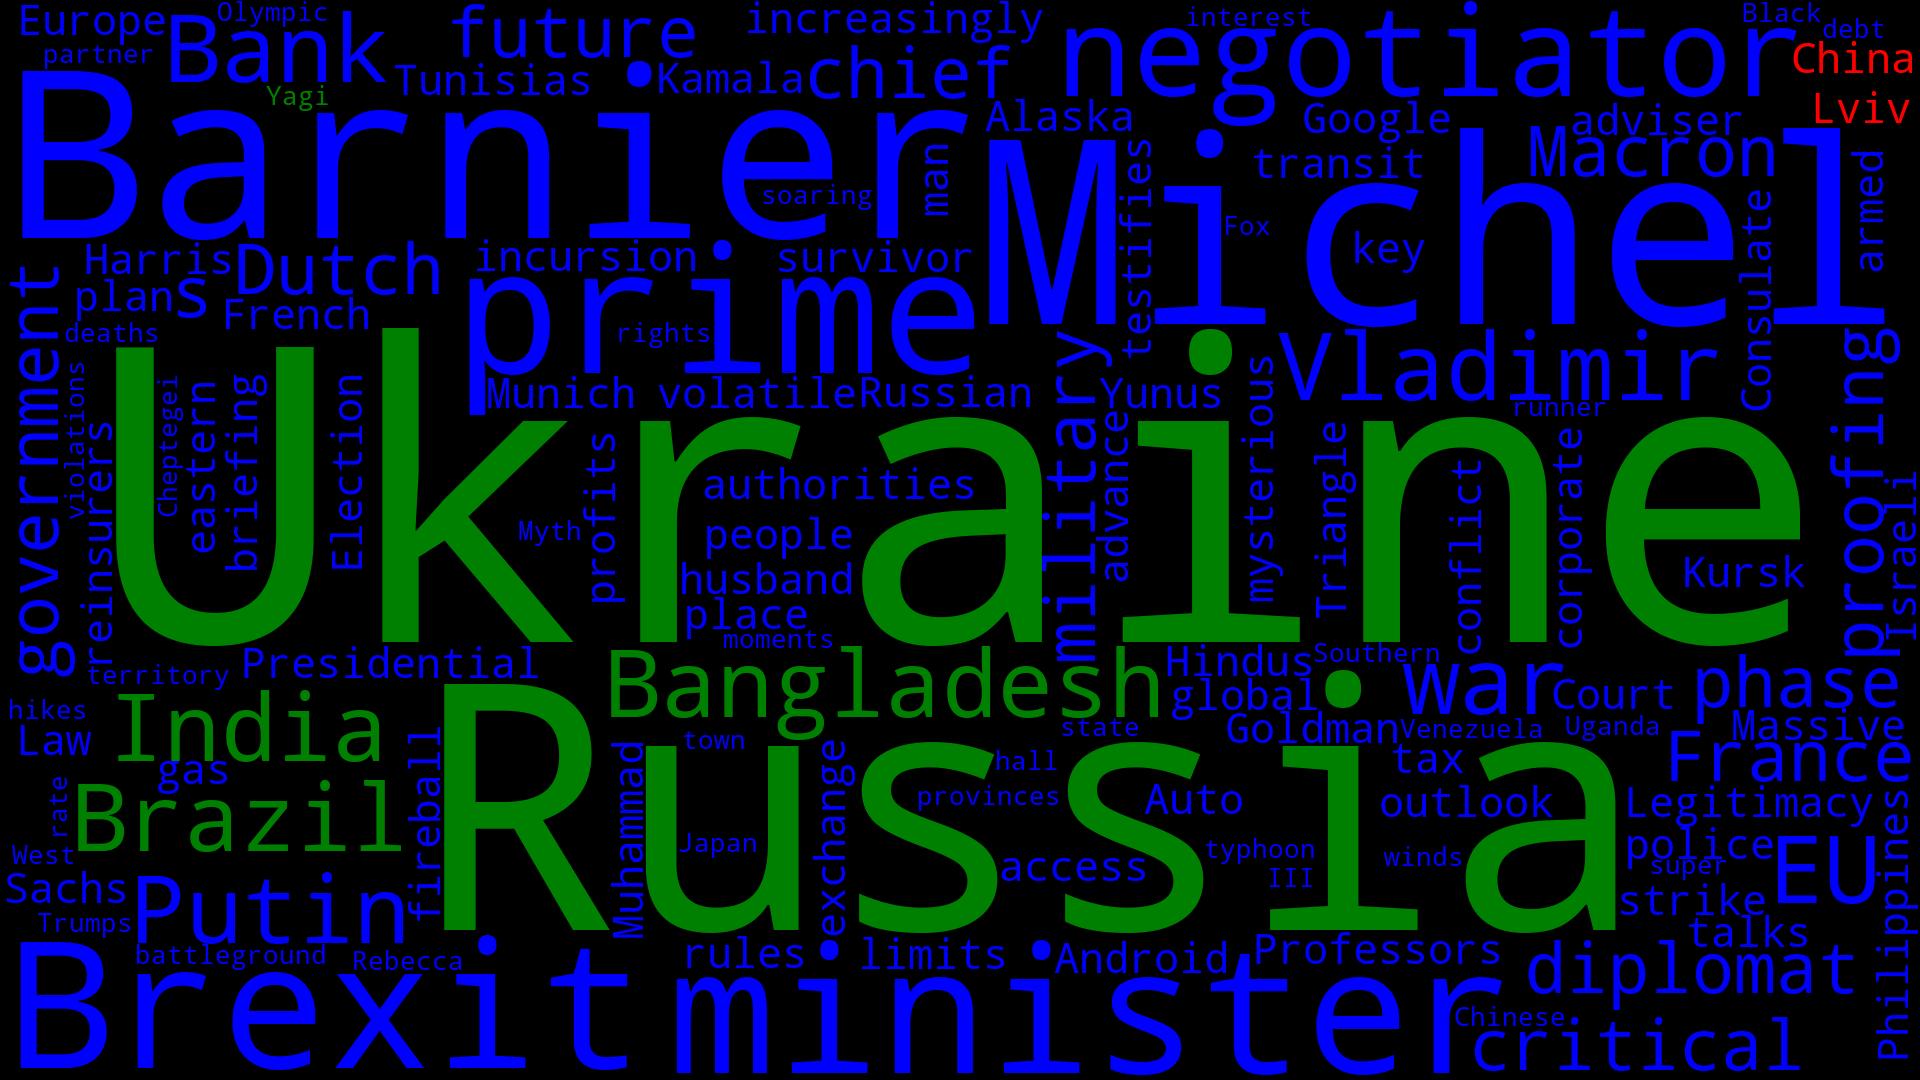 Europe
Olympic
partner
Bank
future
increasingly
interest
negotiator
Black
debt
China
Lviv
Yagi
Tunisias
Kamala
chief
Alaska
Google
adviser
Barnier
soaring
man
Michel
testifies
transit
Macron
Fox
key
Consulate
armed
Harris
Dutch
incursion
survivor
plan
s
French
prime
rights
deaths
government
violations
Cheptegei
eastern
briefing
Election
reinsurers
Munich
volatile
Russian
military
Yunus
Vladimir
runner
proofing
Israeli
Ukraine
Myth
profits
authorities
people
husband
place
moments
advance
mysterious
Triangle
conflict
corporate
Kursk
territory
Presidential
Bangladesh
Hindus
Southern
global
war
Court
phase
hikes
Law
India
gas
state
Goldman
Venezuela
Uganda
Massive
France
rate
Brazil
fireball
Russia
Muhammad
town
Japan
exchange
hall
provinces
Auto
tax
outlook
Legitimacy
West
Sachs
Trumps
Putin
access
typhoon
III
winds
police
super
EU
strike
talks
Philippines
battleground
Rebecca
rules
limits
Android
Professors
diplomat
Brexit
minister
Chinese
critical